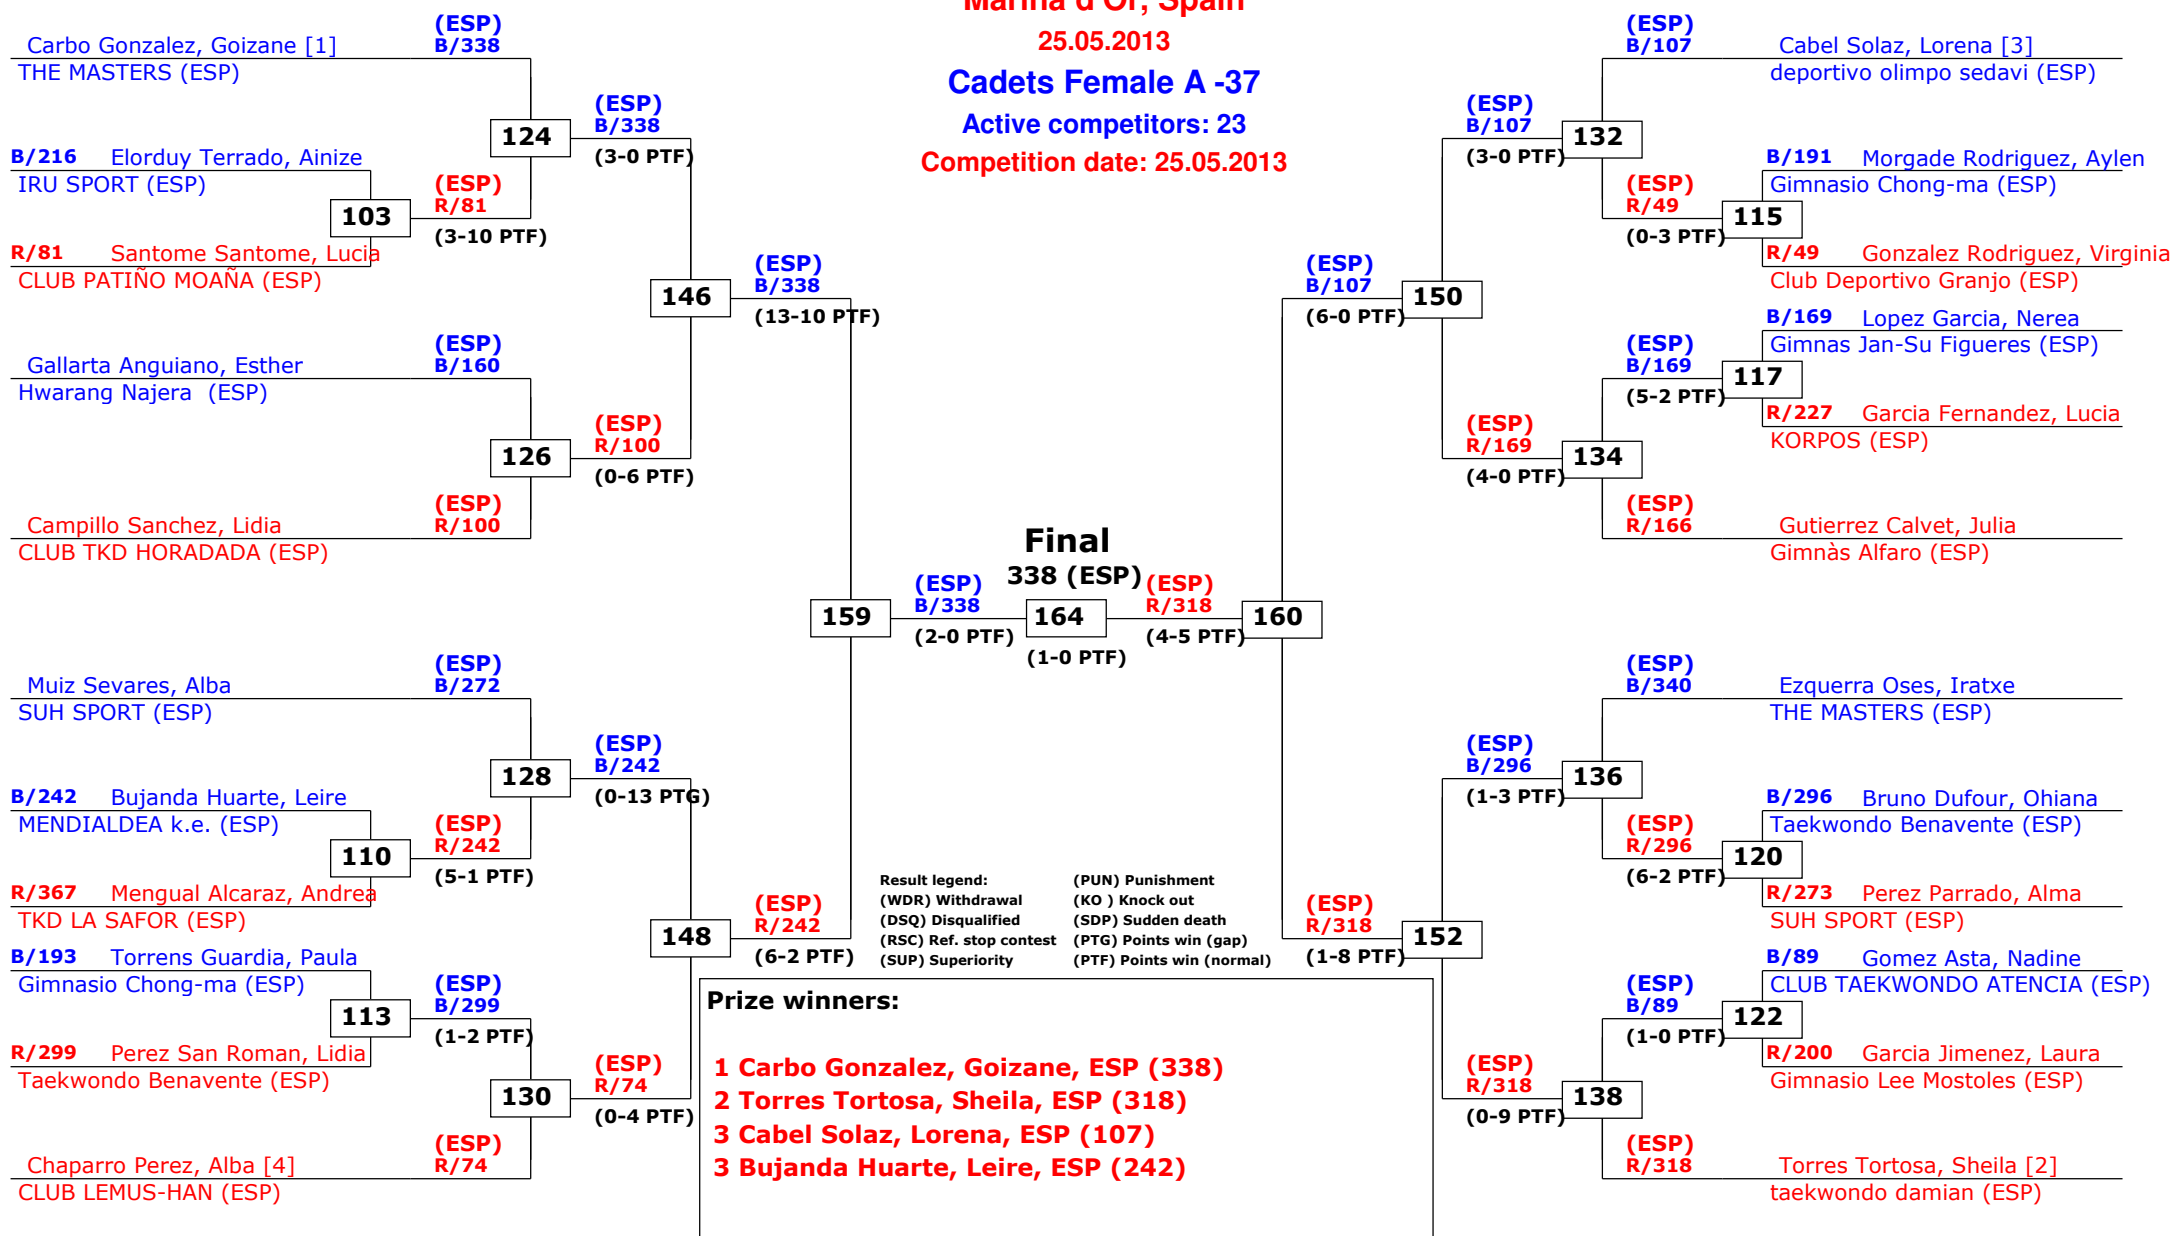 Marina d'Or, Spain
25.05.2013
Cadets Female A -37
Active competitors: 23
Competition date: 25.05.2013
(ESP)
Carbo Gonzalez, Goizane [1]
B/338
THE MASTERS (ESP)
124
(ESP)
B/338
(3-0 PTF)
B/216 Elorduy Terrado, Ainize
IRU SPORT (ESP)
103
(ESP)
R/81
(3-10 PTF)
R/81 Santome Santome, Lucia
CLUB PATIÑO MOAÑA (ESP)
146
(ESP)
B/338
(13-10 PTF)
Gallarta Anguiano, Esther
(ESP)
B/160
Hwarang Najera (ESP)
126
(ESP)
R/100
(0-6 PTF)
Campillo Sanchez, Lidia
(ESP)
R/100
CLUB TKD HORADADA (ESP)
159
(ESP)
B/338
(2-0 PTF)
Muiz Sevares, Alba
(ESP)
B/272
SUH SPORT (ESP)
128
(ESP)
B/242
(0-13 PTG)
B/242 Bujanda Huarte, Leire
MENDIALDEA k.e. (ESP)
110
(ESP)
R/242
(5-1 PTF)
R/367 Mengual Alcaraz, Andrea
TKD LA SAFOR (ESP)
148
(ESP)
R/242
(6-2 PTF)
B/193 Torrens Guardia, Paula
Gimnasio Chong-ma (ESP)
113
(ESP)
B/299
(1-2 PTF)
R/299 Perez San Roman, Lidia
Taekwondo Benavente (ESP)
130
(ESP)
R/74
(0-4 PTF)
Chaparro Perez, Alba [4]
(ESP)
R/74
CLUB LEMUS-HAN (ESP)
Final
338 (ESP)
164
(1-0 PTF)
(ESP)
R/318
(4-5 PTF)
160
(ESP)
B/107
Cabel Solaz, Lorena [3]
deportivo olimpo sedavi (ESP)
(ESP)
B/107
(3-0 PTF)
132
B/191 Morgade Rodriguez, Aylen
Gimnasio Chong-ma (ESP)
(ESP)
R/49
(0-3 PTF)
115
R/49 Gonzalez Rodriguez, Virginia
Club Deportivo Granjo (ESP)
(ESP)
B/107
(6-0 PTF)
150
B/169 Lopez Garcia, Nerea
Gimnas Jan-Su Figueres (ESP)
(ESP)
B/169
(5-2 PTF)
117
R/227 Garcia Fernandez, Lucia
KORPOS (ESP)
(ESP)
R/169
(4-0 PTF)
134
(ESP)
R/166
Gutierrez Calvet, Julia
Gimnàs Alfaro (ESP)
(ESP)
B/340
Ezquerra Oses, Iratxe
THE MASTERS (ESP)
(ESP)
B/296
(1-3 PTF)
136
B/296 Bruno Dufour, Ohiana
Taekwondo Benavente (ESP)
(ESP)
R/296
(6-2 PTF)
120
R/273 Perez Parrado, Alma
SUH SPORT (ESP)
(ESP)
R/318
(1-8 PTF)
152
B/89 Gomez Asta, Nadine
CLUB TAEKWONDO ATENCIA (ESP)
(ESP)
B/89
(1-0 PTF)
122
R/200 Garcia Jimenez, Laura
Gimnasio Lee Mostoles (ESP)
(ESP)
R/318
(0-9 PTF)
138
(ESP)
R/318
Torres Tortosa, Sheila [2]
taekwondo damian (ESP)
Result legend: (PUN) Punishment
(WDR) Withdrawal (KO ) Knock out
(DSQ) Disqualified (SDP) Sudden death
(RSC) Ref. stop contest (PTG) Points win (gap)
(SUP) Superiority (PTF) Points win (normal)
Prize winners:
1 Carbo Gonzalez, Goizane, ESP (338)
2 Torres Tortosa, Sheila, ESP (318)
3 Cabel Solaz, Lorena, ESP (107)
3 Bujanda Huarte, Leire, ESP (242)